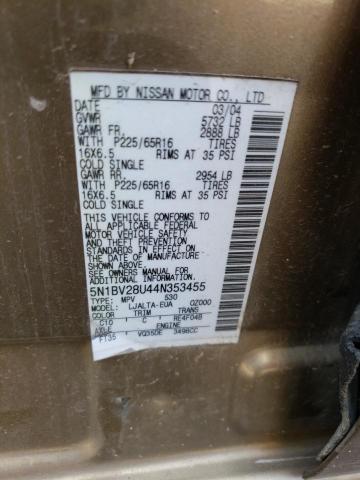 MFD BY NISSAN MOTOR CO., LTD
DATE 03/04
GVWR 5732 LB
GAWR FR. 2888 LB
WITH P225/65R16 TIRES
16X6.5 RIMS AT 35 PSI
COLD SINGLE
GAWR RR. 2954 LB
WITH P225/65R16 TIRES
16X6.5 RIMS AT 35 PSI
COLD SINGLE
THIS VEHICLE CONFORMS TO
ALL APPLICABLE FEDERAL
MOTOR VEHICLE SAFETY
AND THEFT PREVENTION
STANDARDS IN EFFECT
ON THE DATE OF MFR.
SHOWN ABOVE.
SEE OWNERS MANUAL FOR
ADDITIONAL INFORMATION
5N1BV28U44N353455
TYPE: MPV 530
MODEL: LJALTA-EUA 0Z000
COLOR TRIM TRANS
C10 C RE4F04B
AXLE ENGINE
FT35 VQ35DE 3498CC